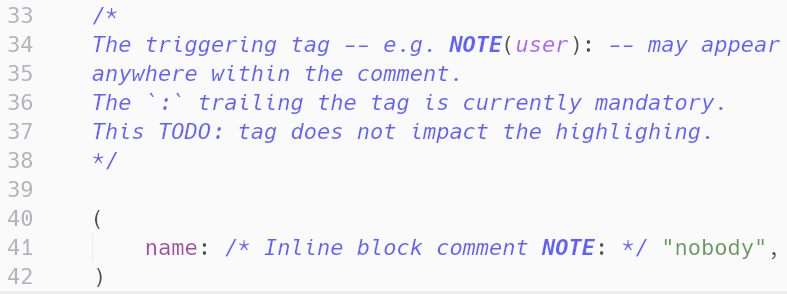 33 /*
34 The triggering tag -- e.g. NOTE(user): -- may appear
35 anywhere within the comment.
36 The `:` trailing the tag is currently mandatory.
37 This TODO: tag does not impact the highlighing.
38 */
39
40 (
41 name: /* Inline block comment NOTE: */ "nobody",
42 )